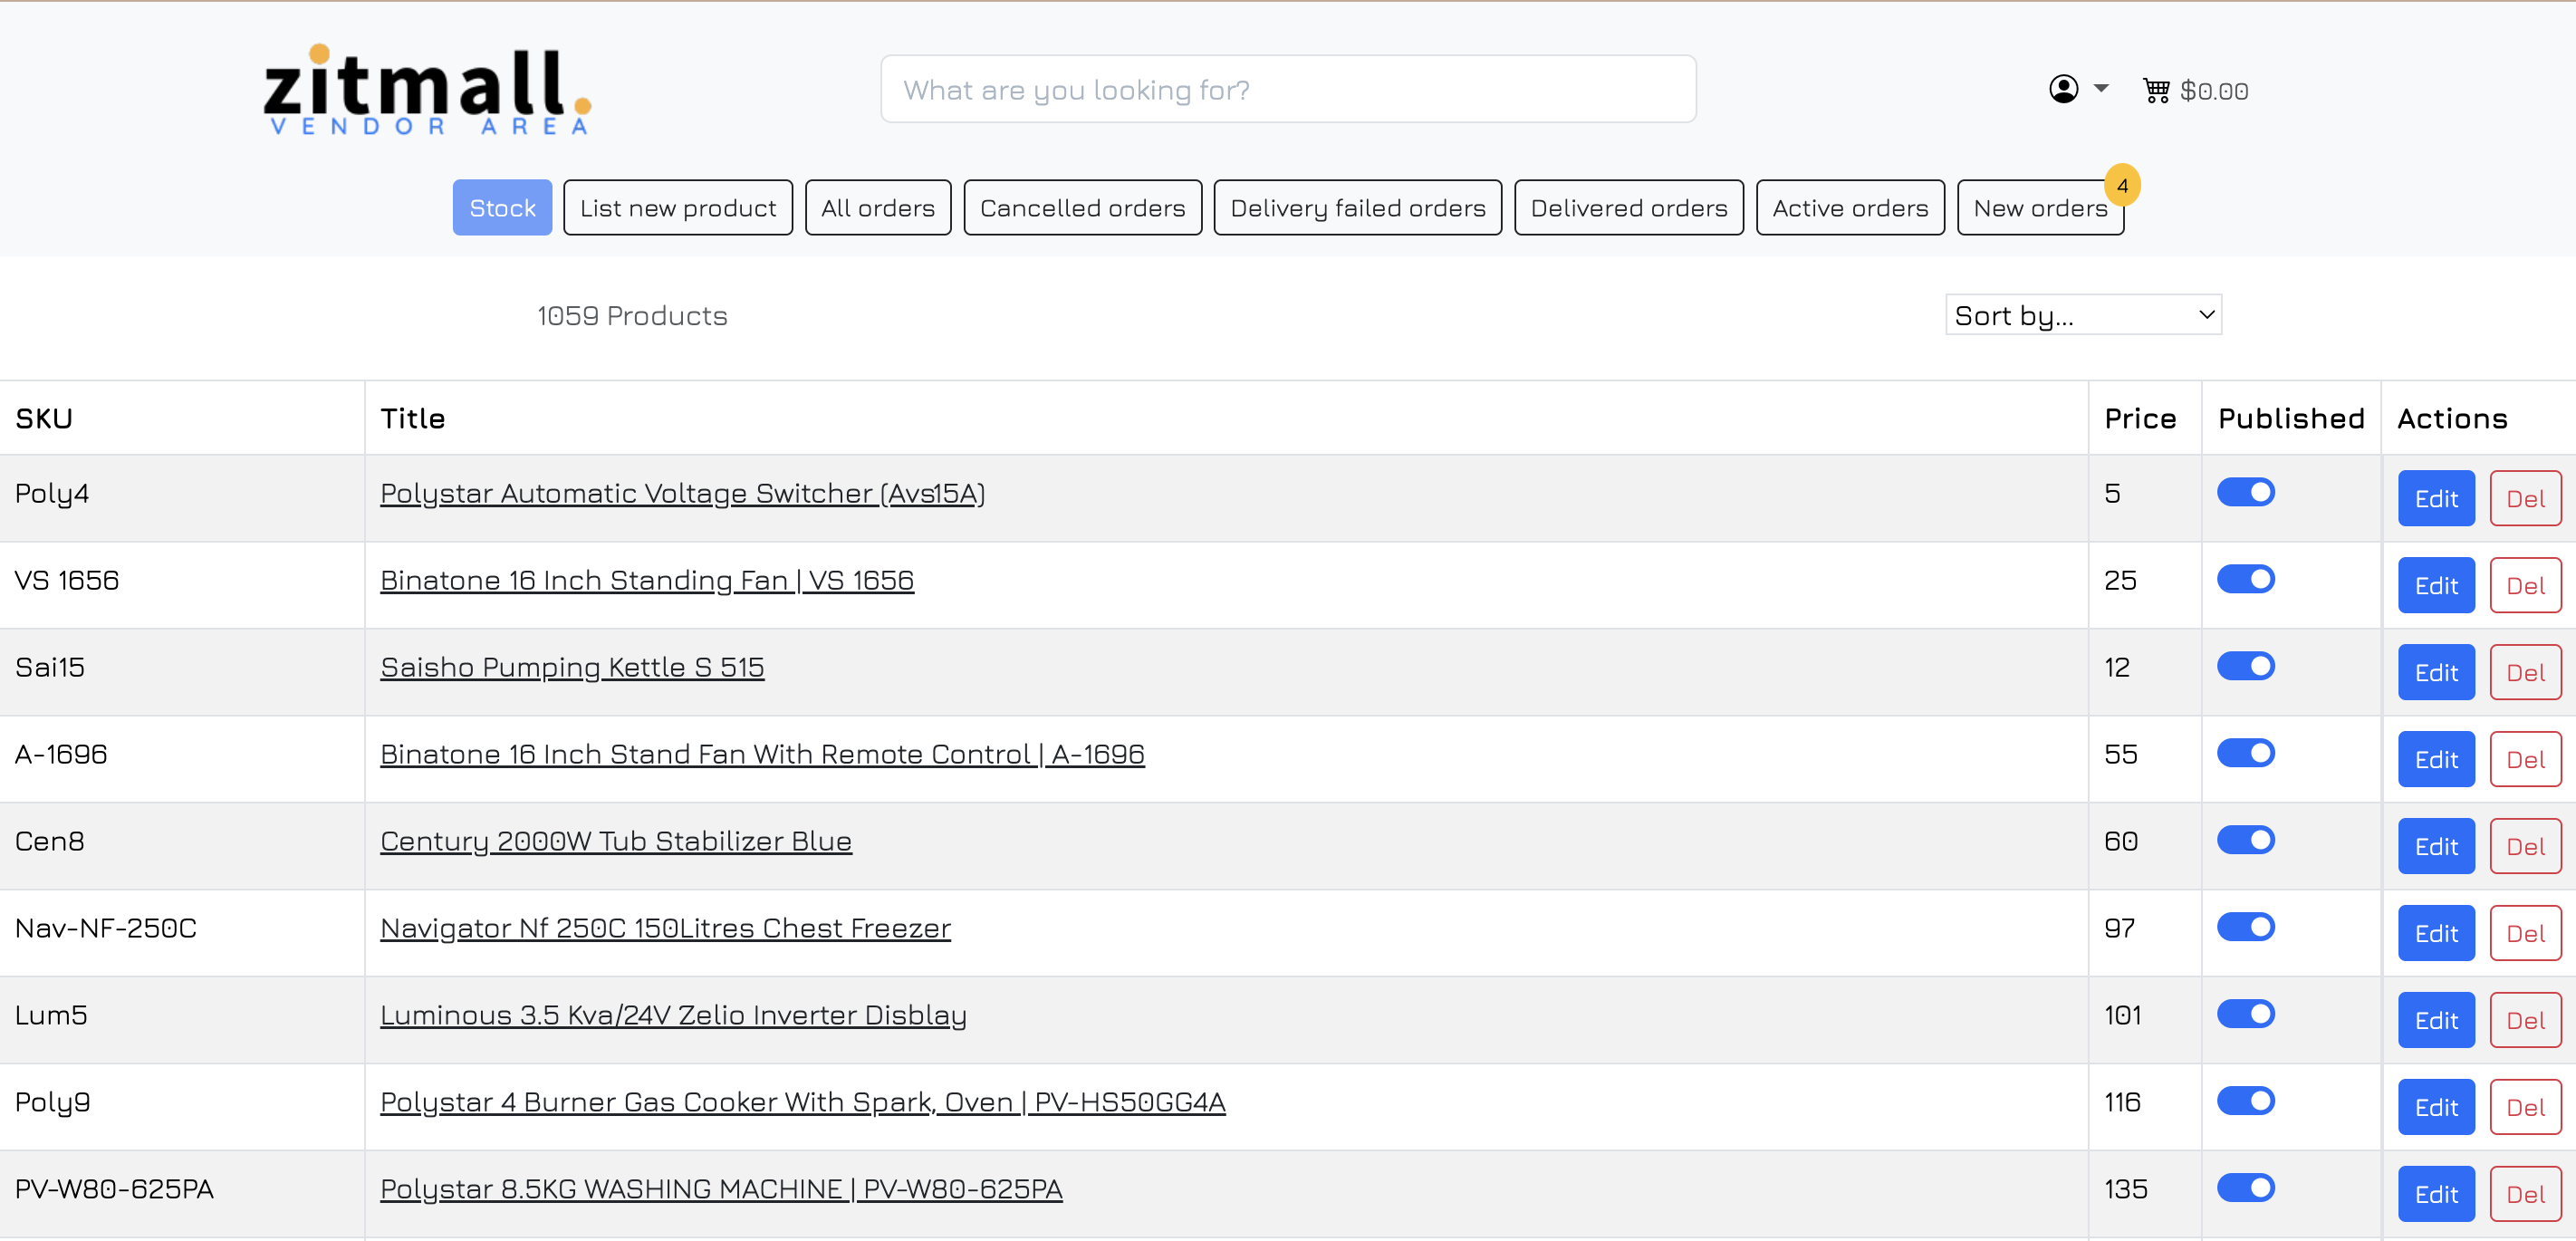 zitmall.
VENDOR AREA
What are you looking for?
$0.00
Stock
List new product
All orders
Cancelled orders
Delivery failed orders
Delivered orders
Active orders
New orders
4
1059 Products
Sort by...
SKU Title Price Published Actions
Poly4 Polystar Automatic Voltage Switcher (Avs15A) 5 Edit Del
VS 1656 Binatone 16 Inch Standing Fan | VS 1656 25 Edit Del
Sai15 Saisho Pumping Kettle S 515 12 Edit Del
A-1696 Binatone 16 Inch Stand Fan With Remote Control | A-1696 55 Edit Del
Cen8 Century 2000W Tub Stabilizer Blue 60 Edit Del
Nav-NF-250C Navigator Nf 250C 150Litres Chest Freezer 97 Edit Del
Lum5 Luminous 3.5 Kva/24V Zelio Inverter Disblay 101 Edit Del
Poly9 Polystar 4 Burner Gas Cooker With Spark, Oven | PV-HS50GG4A 116 Edit Del
PV-W80-625PA Polystar 8.5KG WASHING MACHINE | PV-W80-625PA 135 Edit Del